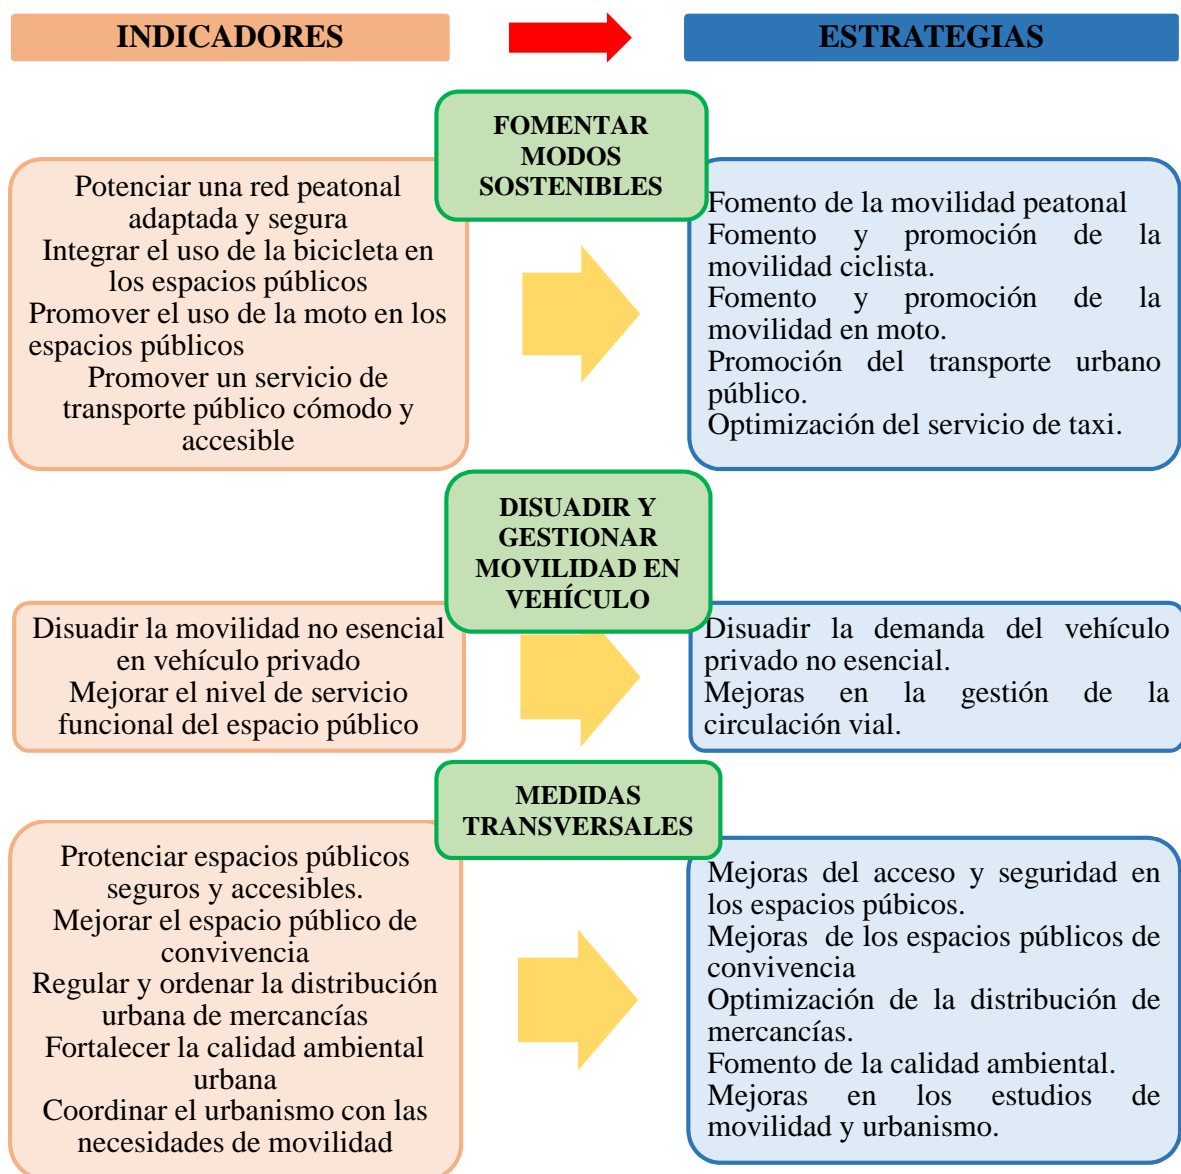 INDICADORES
ESTRATEGIAS
FOMENTAR
MODOS
SOSTENIBLES
Potenciar una red peatonal
adaptada y segura
Integrar el uso de la bicicleta en
los espacios públicos
Promover el uso de la moto en los
espacios públicos
Promover un servicio de
transporte público cómodo y
accesible
Fomento de la movilidad peatonal
Fomento y promoción de la
movilidad ciclista.
Fomento y promoción de la
movilidad en moto.
Promoción del transporte urbano
público.
Optimización del servicio de taxi.
DISUADIR Y
GESTIONAR
MOVILIDAD EN
VEHÍCULO
Disuadir la movilidad no esencial
en vehículo privado
Mejorar el nivel de servicio
funcional del espacio público
Disuadir la demanda del vehículo
privado no esencial.
Mejoras en la gestión de la
circulación vial.
MEDIDAS
TRANSVERSALES
Protenciar espacios públicos
seguros y accesibles.
Mejorar el espacio público de
convivencia
Regular y ordenar la distribución
urbana de mercancías
Fortalecer la calidad ambiental
urbana
Coordinar el urbanismo con las
necesidades de movilidad
Mejoras del acceso y seguridad en
los espacios púbicos.
Mejoras de los espacios públicos de
convivencia
Optimización de la distribución de
mercancías.
Fomento de la calidad ambiental.
Mejoras en los estudios de
movilidad y urbanismo.